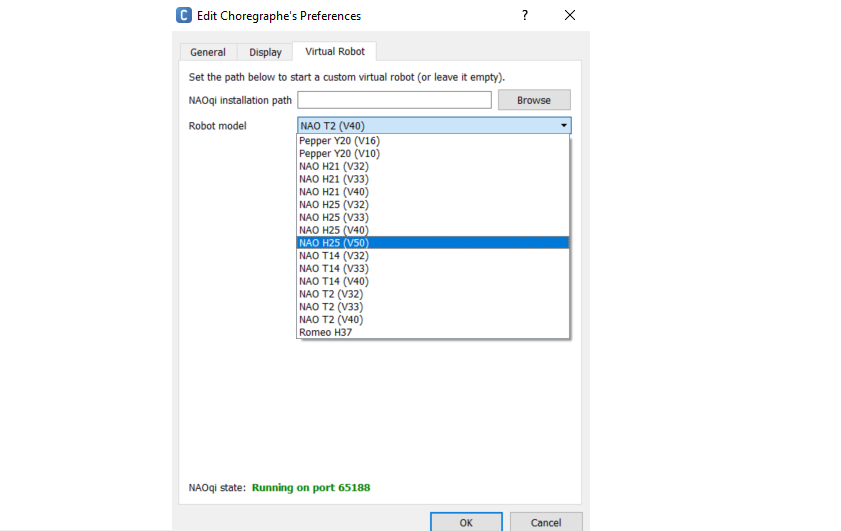 Edit Choregraphe's Preferences
?
General Display Virtual Robot
Set the path below to start a custom virtual robot (or leave it empty).
NAOqi installation path Browse
Robot model NAO T2 (V40)
Pepper Y20 (V16)
Pepper Y20 (V10)
NAO H21 (V32)
NAO H21 (V33)
NAO H21 (V40)
NAO H25 (V32)
NAO H25 (V33)
NAO H25 (V40)
NAO H25 (V50)
NAO T14 (V32)
NAO T14 (V33)
NAO T14 (V40)
NAO T2 (V32)
NAO T2 (V33)
NAO T2 (V40)
Romeo H37
NAOqi state: Running on port 65188
OK Cancel